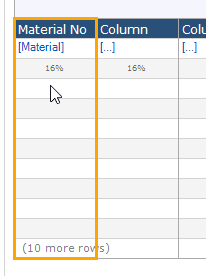 Material No Column Colu
[Material] [...] [...]
16% 16%
(10 more rows)